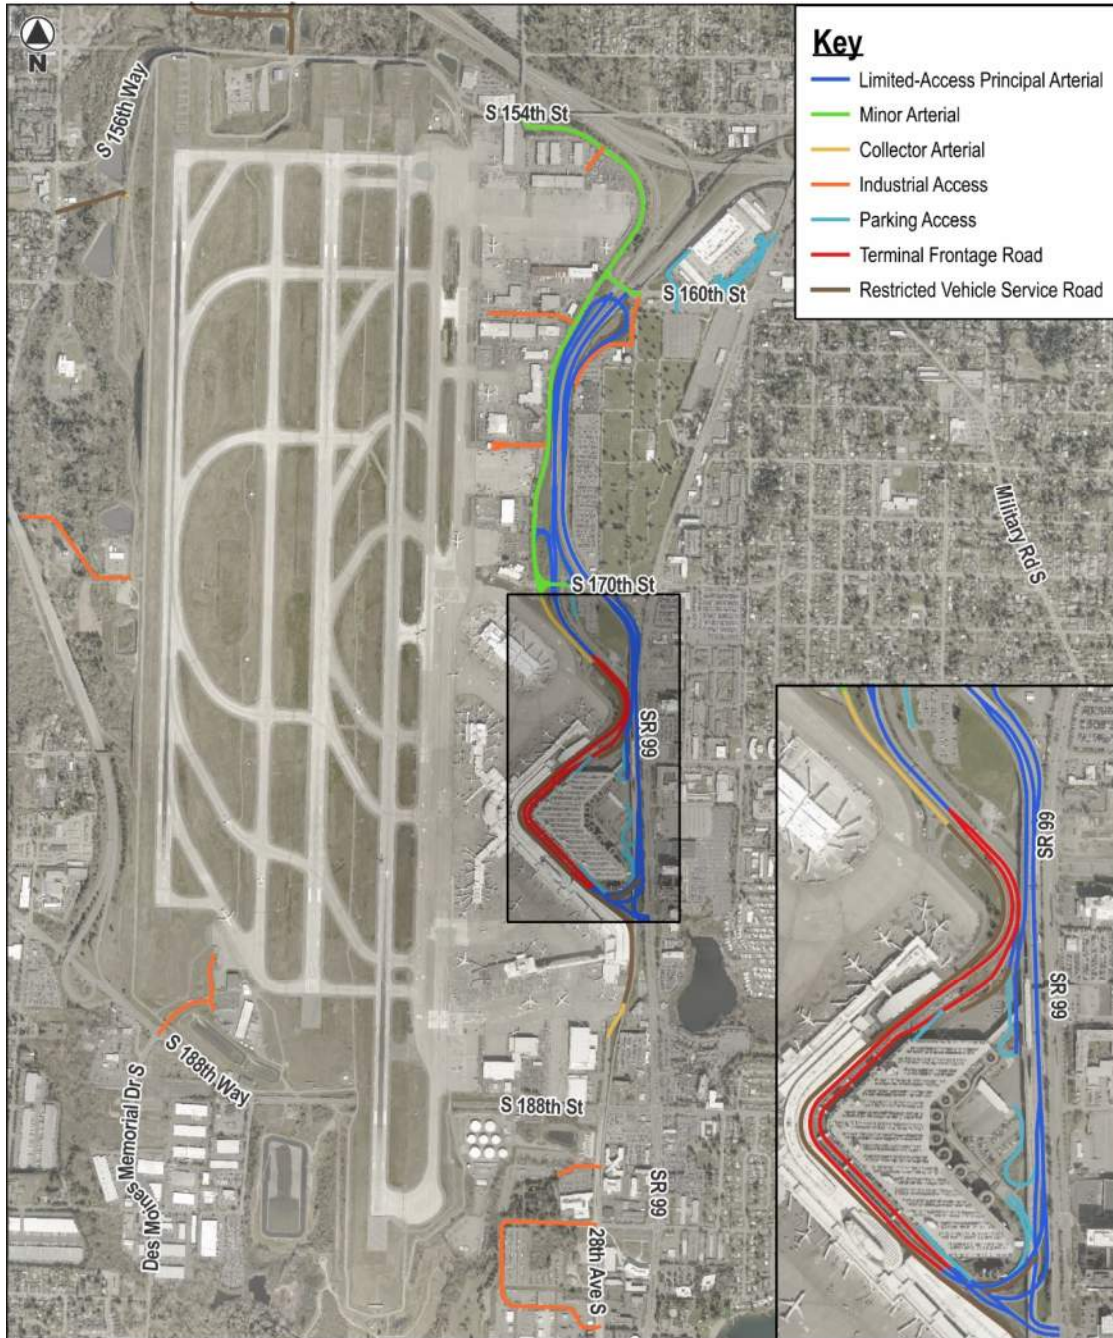 N
S 156th Way
S 154th St
Key
Limited-Access Principal Arterial
Minor Arterial
Collector Arterial
Industrial Access
Parking Access
Terminal Frontage Road
Restricted Vehicle Service Road
S 160th St
Military Rd S
S 170th St
SR 99
SR 99
SR 99
S 188th Way
S 188th St
Des Moines Memorial Dr S
SR 99
28th Ave S